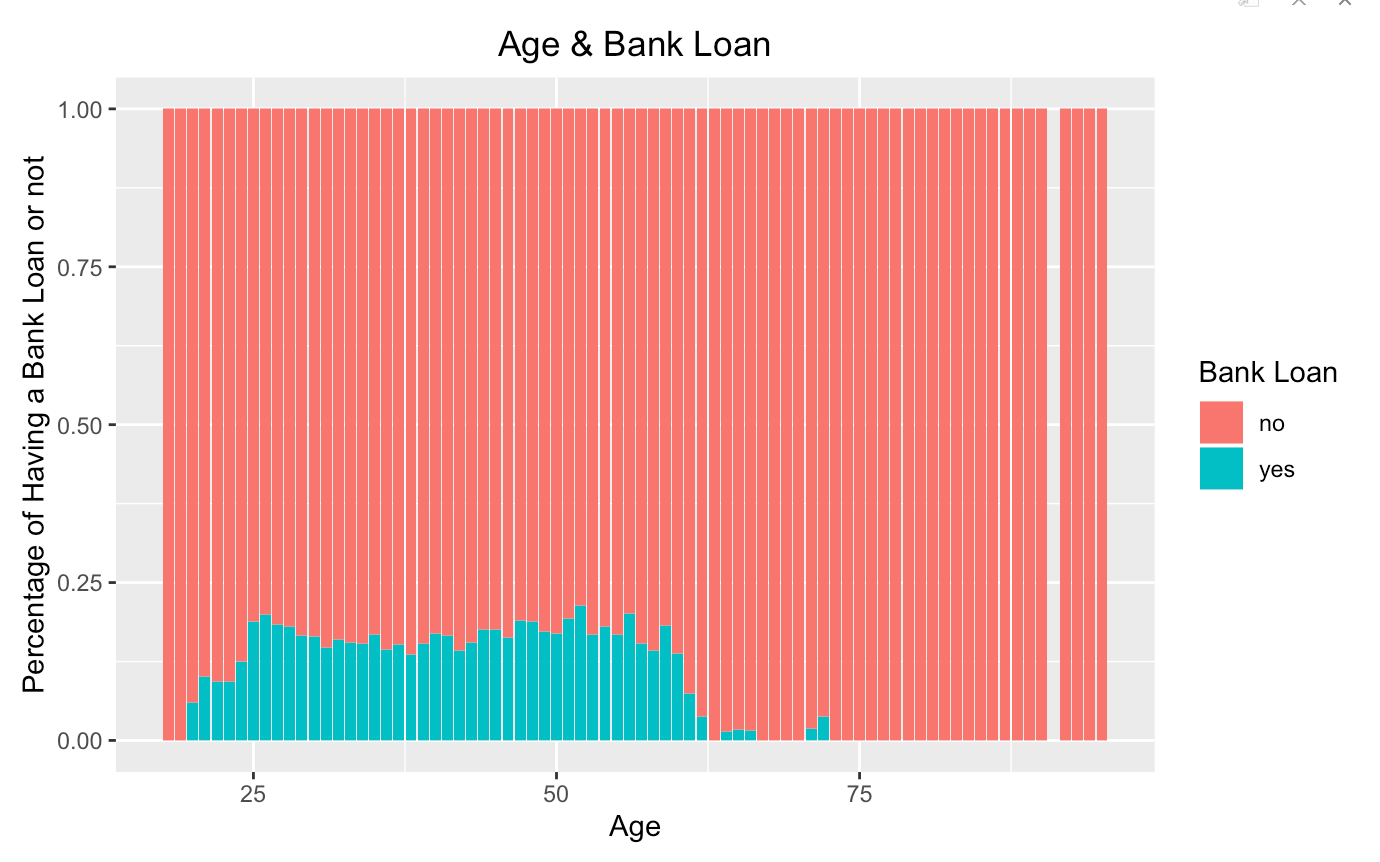 Age & Bank Loan
Percentage of Having a Bank Loan or not
1.00
0.75
0.50
0.25
0.00
25
50
75
Age
Bank Loan
no
yes